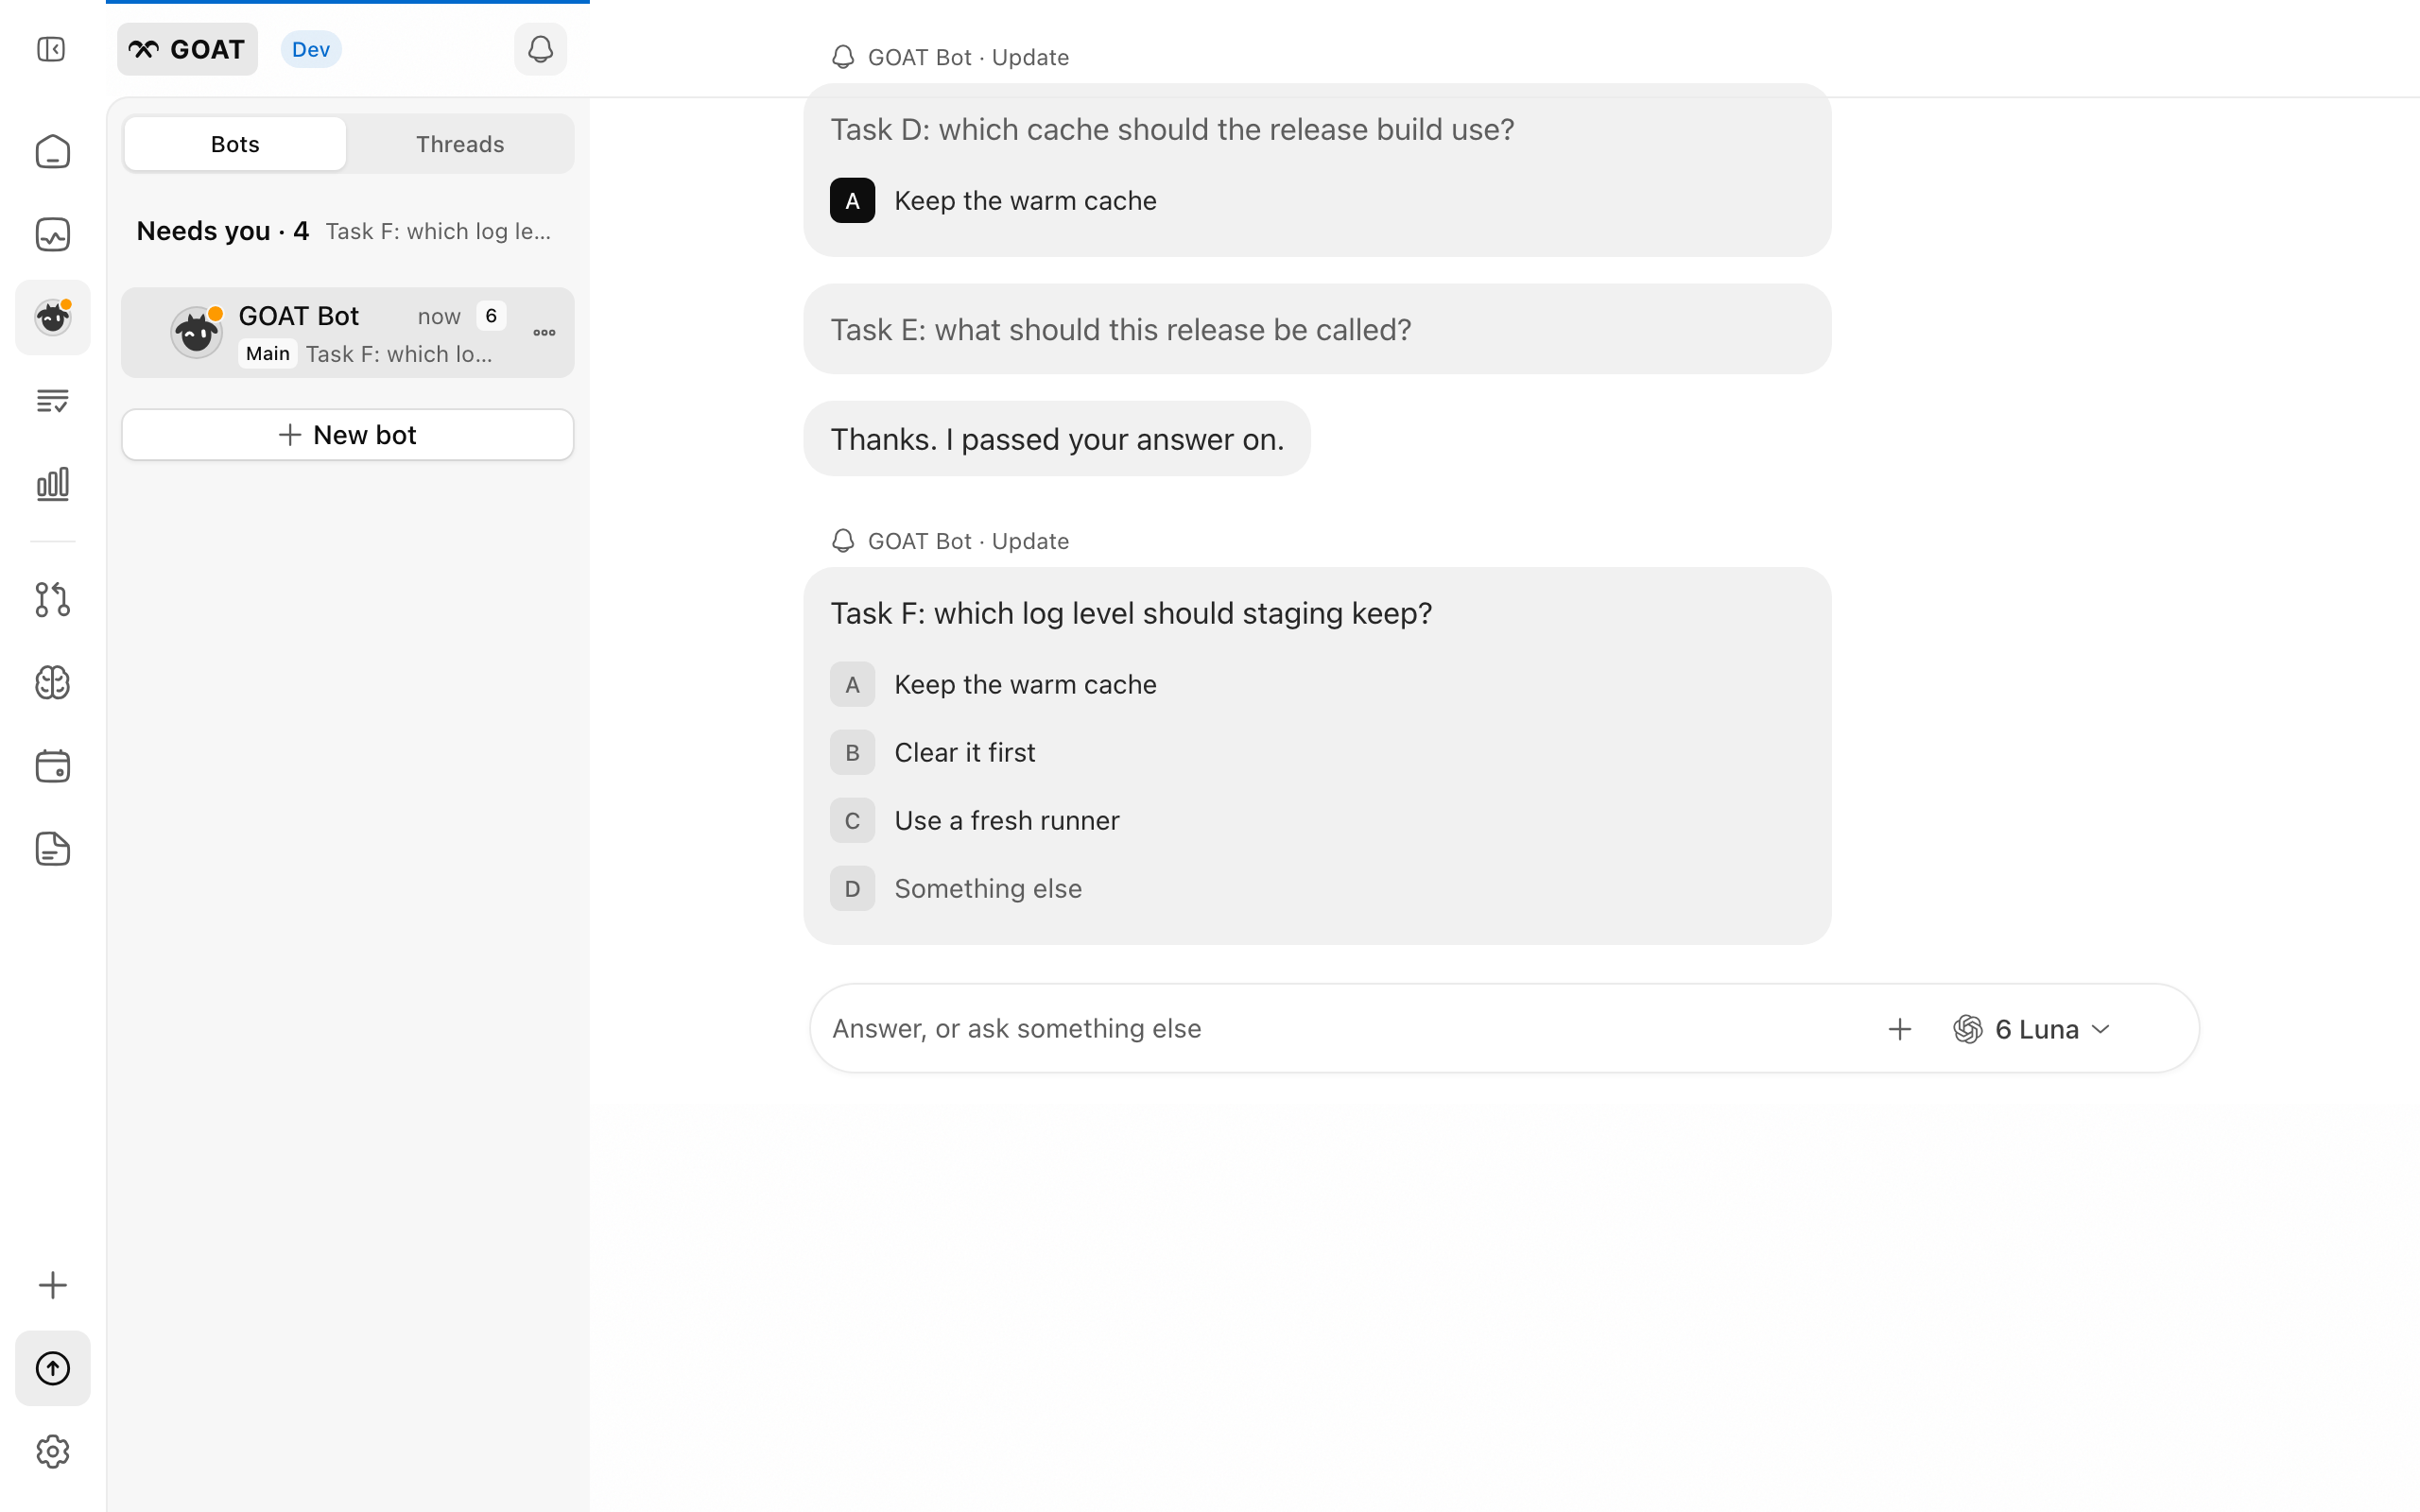 GOAT
Dev
Bots
Threads
Needs you · 4 Task F: which log le...
GOAT Bot now 6
Main Task F: which lo...
New bot
GOAT Bot · Update
Task D: which cache should the release build use?
A Keep the warm cache
Task E: what should this release be called?
Thanks. I passed your answer on.
GOAT Bot · Update
Task F: which log level should staging keep?
A Keep the warm cache
B Clear it first
C Use a fresh runner
D Something else
Answer, or ask something else
6 Luna